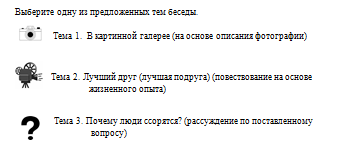 Выберите одну из предложенных тем беседы.
Тема 1.  В картинной галерее (на основе описания фотографии)
Тема 2. Лучший друг (лучшая подруга) (повествование на основе
жизненного опыта)
Тема 3. Почему люди ссорятся? (рассуждение по поставленному
вопросу)